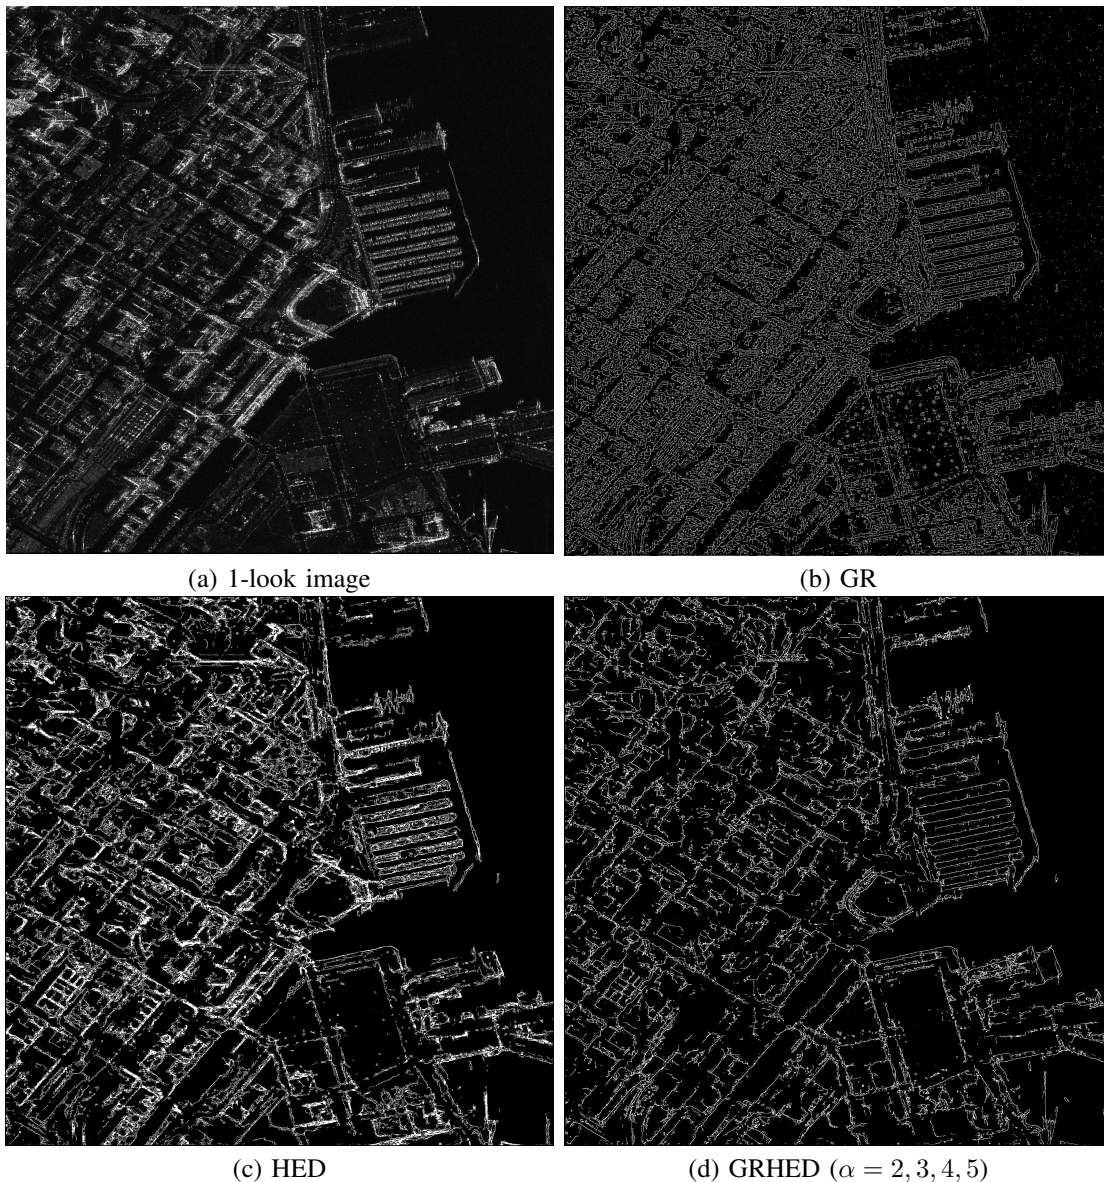 (a) 1-look image
(b) GR
(c) HED
(d) GRHED (α = 2, 3, 4, 5)